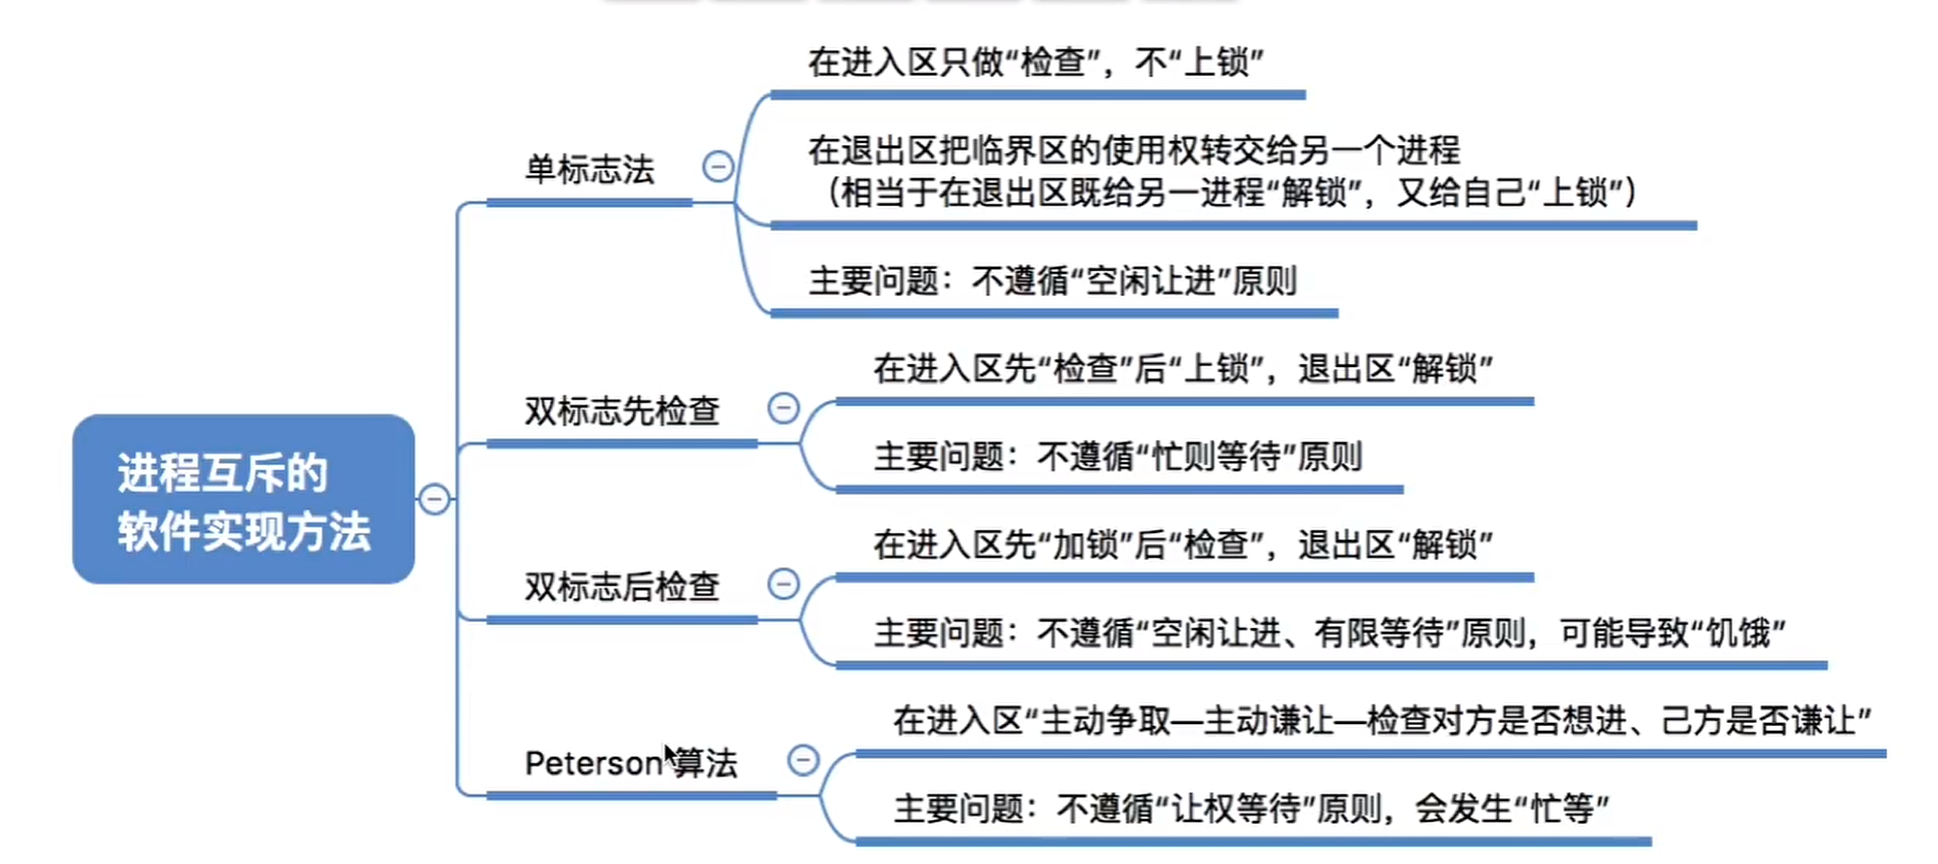 进程互斥的
软件实现方法
单标志法
在进入区只做“检查”，不“上锁”
在退出区把临界区的使用权转交给另一个进程
（相当于在退出区既给另一进程“解锁”，又给自己“上锁”）
主要问题：不遵循“空闲让进”原则
双标志先检查
在进入区先“检查”后“上锁”，退出区“解锁”
主要问题：不遵循“忙则等待”原则
双标志后检查
在进入区先“加锁”后“检查”，退出区“解锁”
主要问题：不遵循“空闲让进、有限等待”原则，可能导致“饥饿”
Peterson 算法
在进入区“主动争取—主动谦让—检查对方是否想进、己方是否谦让”
主要问题：不遵循“让权等待”原则，会发生“忙等”